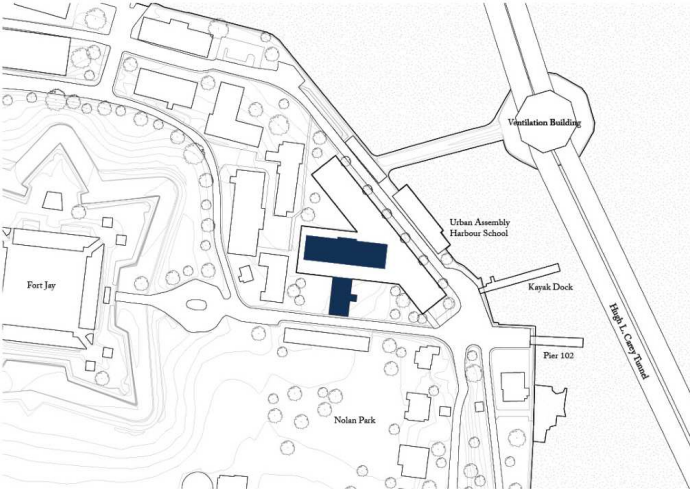 Ventilation Building
Urban Assembly
Harbour School
Fort Jay
Kayak Dock
Hugh L. Carey Tunnel
Pier 102
Nolan Park